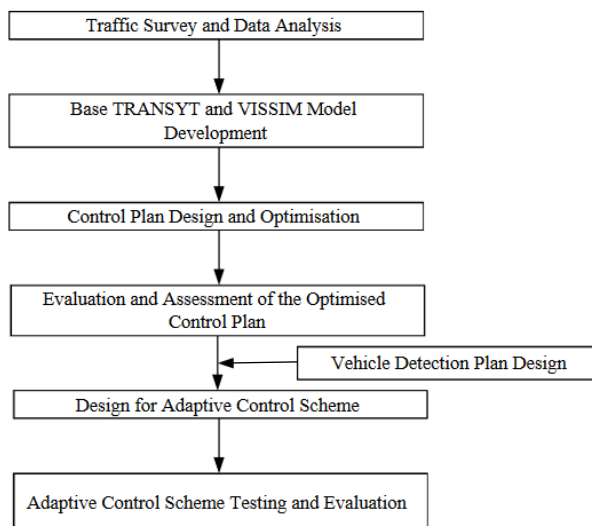 Traffic Survey and Data Analysis
Base TRANSYT and VISSIM Model
Development
Control Plan Design and Optimisation
Evaluation and Assessment of the Optimised
Control Plan
Vehicle Detection Plan Design
Design for Adaptive Control Scheme
Adaptive Control Scheme Testing and Evaluation